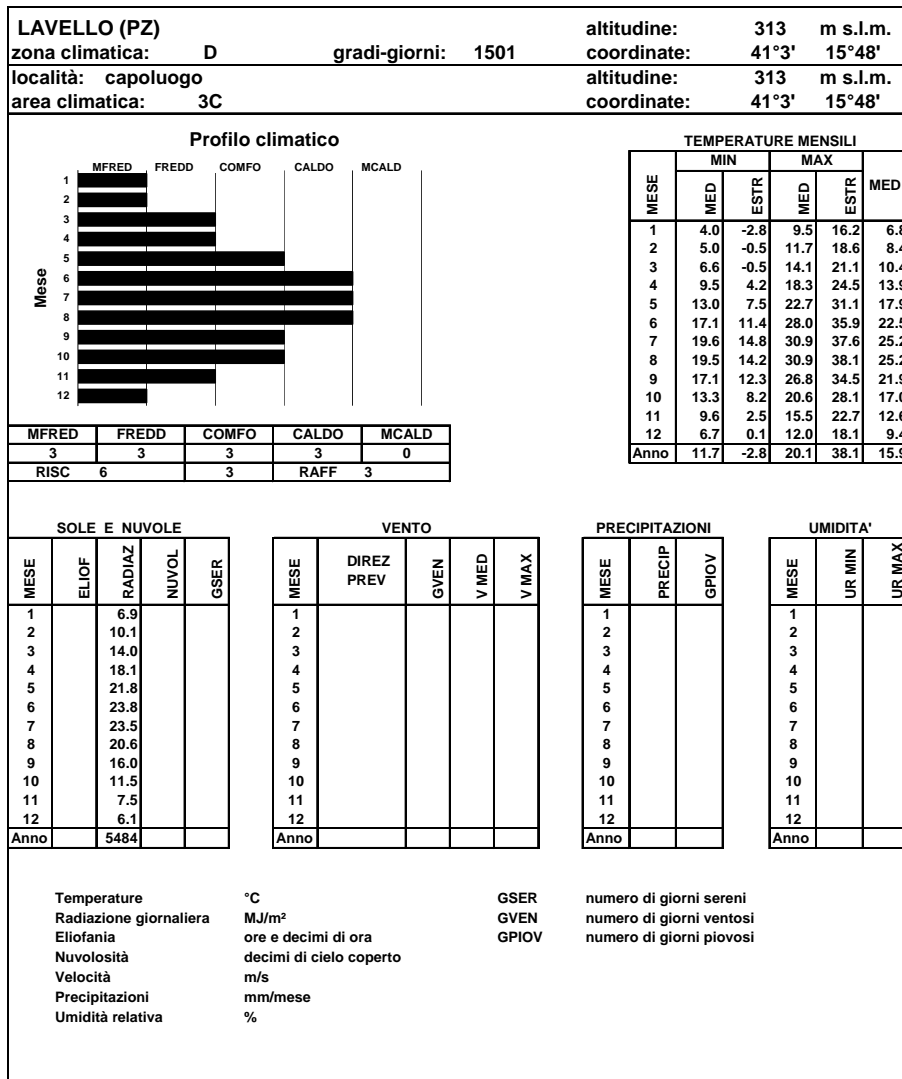 LAVELLO (PZ) altitudine: 313 m s.l.m.
zona climatica: D gradi-giorni: 1501 coordinate: 41°3' 15°48'
località: capoluogo altitudine: 313 m s.l.m.
area climatica: 3C coordinate: 41°3' 15°48'
Profilo climatico
MFRED FREDD COMFO CALDO MCALD
Mese
1
2
3
4
5
6
7
8
9
10
11
12
MFRED FREDD COMFO CALDO MCALD
3 3 3 3 0
RISC 6 3 RAFF 3
TEMPERATURE MENSILI
MIN MAX
MESE MED ESTR MED ESTR MED
1 4.0 -2.8 9.5 16.2 6.8
2 5.0 -0.5 11.7 18.6 8.4
3 6.6 -0.5 14.1 21.1 10.4
4 9.5 4.2 18.3 24.5 13.9
5 13.0 7.5 22.7 31.1 17.9
6 17.1 11.4 28.0 35.9 22.5
7 19.6 14.8 30.9 37.6 25.2
8 19.5 14.2 30.9 38.1 25.2
9 17.1 12.3 26.8 34.5 21.9
10 13.3 8.2 20.6 28.1 17.0
11 9.6 2.5 15.5 22.7 12.6
12 6.7 0.1 12.0 18.1 9.4
Anno 11.7 -2.8 20.1 38.1 15.9
SOLE E NUVOLE
MESE ELIOF RADIAZ NUVOL GSER
1 6.9
2 10.1
3 14.0
4 18.1
5 21.8
6 23.8
7 23.5
8 20.6
9 16.0
10 11.5
11 7.5
12 6.1
Anno 5484
VENTO
MESE DIREZ PREV GVEN V MED V MAX
1
2
3
4
5
6
7
8
9
10
11
12
Anno
PRECIPITAZIONI
MESE PRECIP GPIOV
1
2
3
4
5
6
7
8
9
10
11
12
Anno
UMIDITA'
MESE UR MIN UR MAX
1
2
3
4
5
6
7
8
9
10
11
12
Anno
Temperature °C GSER numero di giorni sereni
Radiazione giornaliera MJ/m² GVEN numero di giorni ventosi
Eliofania ore e decimi di ora GPIOV numero di giorni piovosi
Nuvolosità decimi di cielo coperto
Velocità m/s
Precipitazioni mm/mese
Umidità relativa %